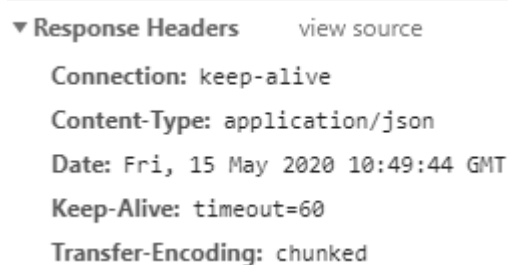 ▼ Response Headers view source
Connection: keep-alive
Content-Type: application/json
Date: Fri, 15 May 2020 10:49:44 GMT
Keep-Alive: timeout=60
Transfer-Encoding: chunked